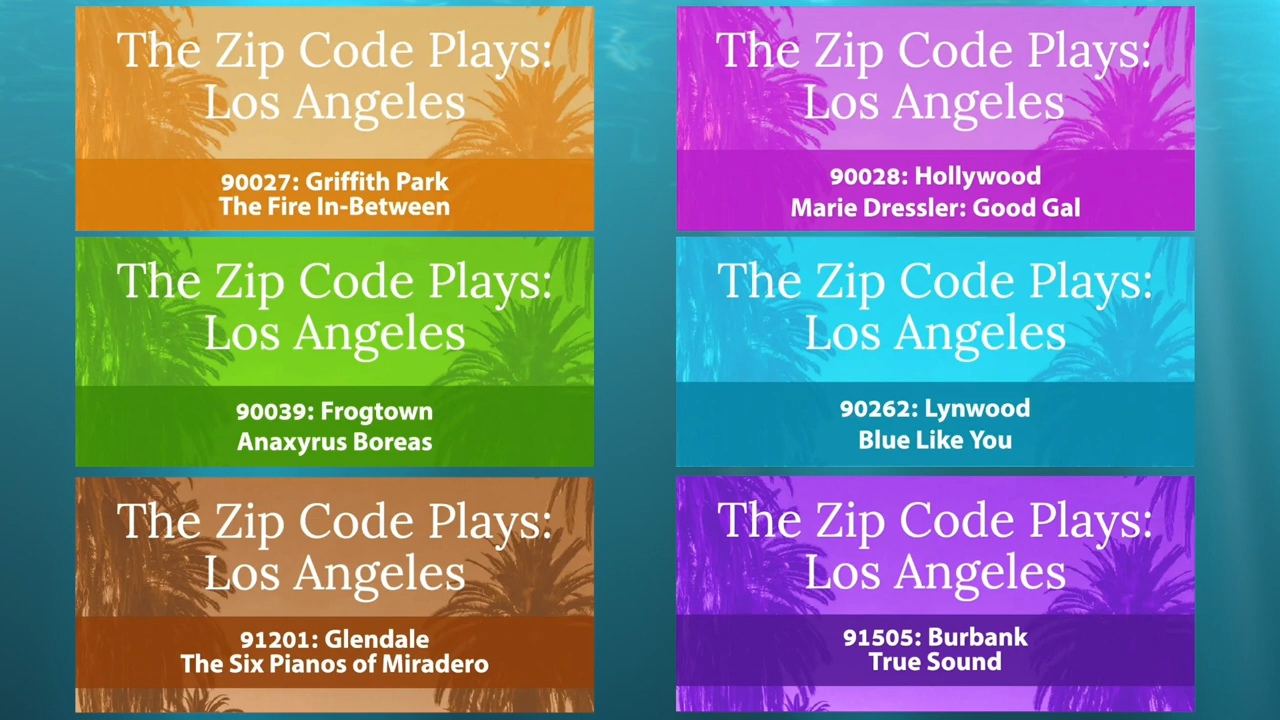 The Zip Code Plays:
Los Angeles
90027: Griffith Park
The Fire In-Between
The Zip Code Plays:
Los Angeles
90028: Hollywood
Marie Dressler: Good Gal
The Zip Code Plays:
Los Angeles
90039: Frogtown
Anaxyrus Boreas
The Zip Code Plays:
Los Angeles
90262: Lynwood
Blue Like You
The Zip Code Plays:
Los Angeles
91201: Glendale
The Six Pianos of Miradero
The Zip Code Plays:
Los Angeles
91505: Burbank
True Sound